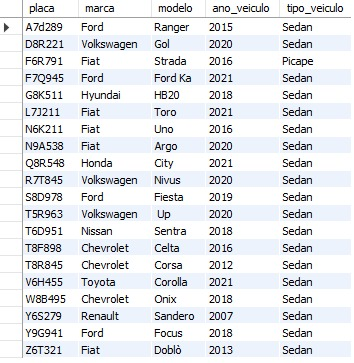 placa marca modelo ano_veiculo tipo_veiculo
A7d289 Ford Ranger 2015 Sedan
D8R221 Volkswagen Gol 2020 Sedan
F6R791 Fiat Strada 2016 Picape
F7Q945 Ford Ford Ka 2021 Sedan
G8K511 Hyundai HB20 2018 Sedan
L7J211 Fiat Toro 2021 Sedan
N6K211 Fiat Uno 2016 Sedan
N9A538 Fiat Argo 2020 Sedan
Q8R548 Honda City 2021 Sedan
R7T845 Volkswagen Nivus 2020 Sedan
S8D978 Ford Fiesta 2019 Sedan
T5R963 Volkswagen Up 2020 Sedan
T6D951 Nissan Sentra 2018 Sedan
T8F898 Chevrolet Celta 2016 Sedan
T8R845 Chevrolet Corsa 2012 Sedan
V6H455 Toyota Corolla 2021 Sedan
W8B495 Chevrolet Onix 2018 Sedan
Y6S279 Renault Sandero 2007 Sedan
Y9G941 Ford Focus 2018 Sedan
Z6T321 Fiat Doblò 2013 Sedan